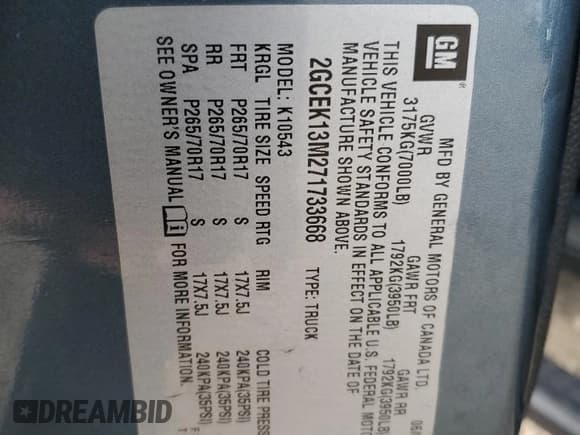 GM
®
MFD BY GENERAL MOTORS OF CANADA LTD.
GVWR GAWR FRT GAWR RR
3175KG(7000LB) 1792KG(3950LB) 1792KG(3950LB)
THIS VEHICLE CONFORMS TO ALL APPLICABLE U.S. FEDERAL
VEHICLE SAFETY STANDARDS IN EFFECT ON THE DATE OF
MANUFACTURE SHOWN ABOVE.
2GCEK13M271733668 TYPE: TRUCK
MODEL: K10543
KRGL TIRE SIZE SPEED RTG RIM COLD TIRE
FRT P265/70R17 S 17X7.5J 240KPA(35PSI)
RR P265/70R17 S 17X7.5J 240KPA(35PSI)
SPA P265/70R17 S 17X7.5J 240KPA(35PSI)
SEE OWNER'S MANUAL i FOR MORE INFORMATION.
DREAMBID